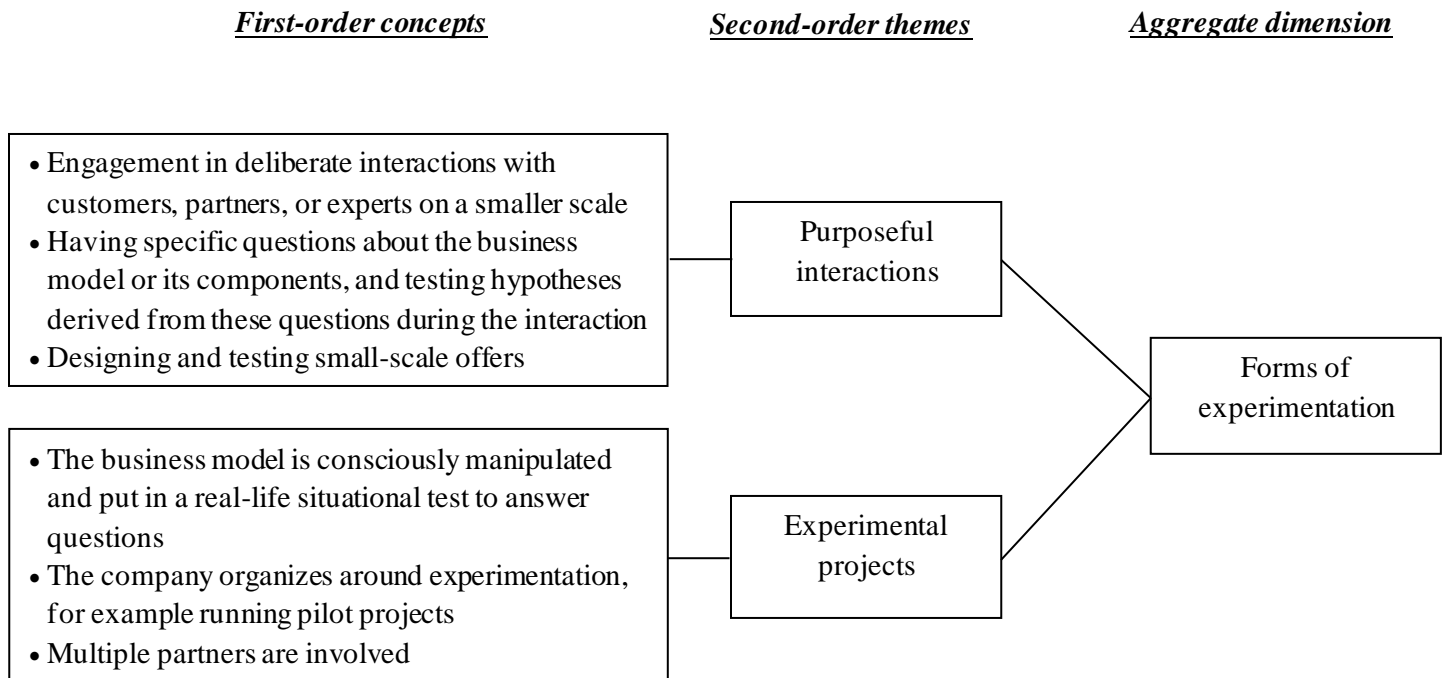 First-order concepts
Second-order themes
Aggregate dimension
• Engagement in deliberate interactions with
customers, partners, or experts on a smaller scale
• Having specific questions about the business
model or its components, and testing hypotheses
derived from these questions during the interaction
• Designing and testing small-scale offers
Purposeful
interactions
Forms of
experimentation
• The business model is consciously manipulated
and put in a real-life situational test to answer
questions
• The company organizes around experimentation,
for example running pilot projects
• Multiple partners are involved
Experimental
projects